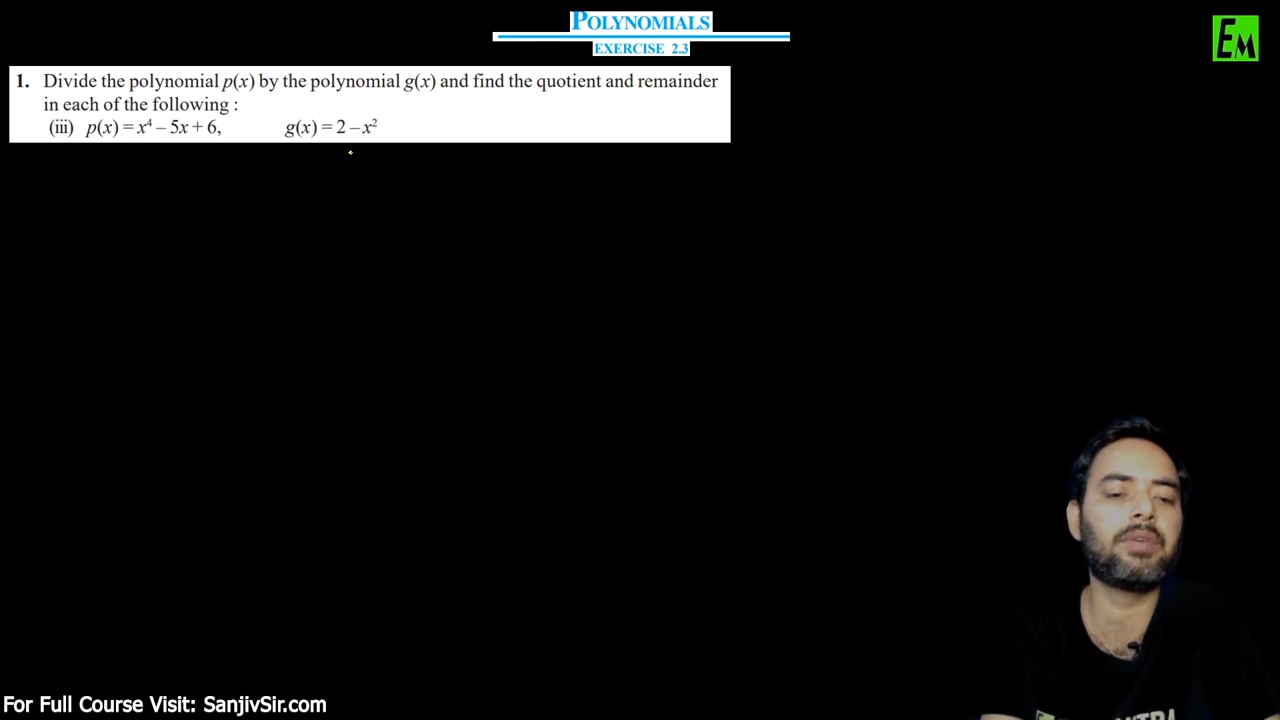 POLYNOMIALS
EXERCISE 2.3
EM
1. Divide the polynomial p(x) by the polynomial g(x) and find the quotient and remainder
in each of the following :
(iii) p(x) = x⁴ – 5x + 6, g(x) = 2 – x²
For Full Course Visit: SanjivSir.com